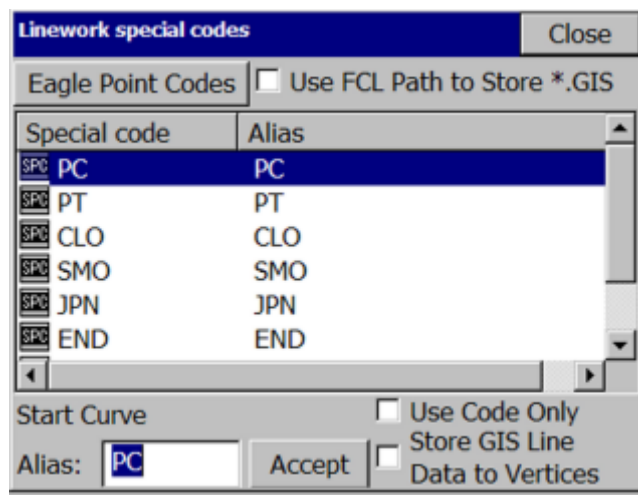 Linework special codes Close
Eagle Point Codes Use FCL Path to Store *.GIS
Special code Alias
SPC PC PC
SPC PT PT
SPC CLO CLO
SPC SMO SMO
SPC JPN JPN
SPC END END
Start Curve Use Code Only
Alias: PC Accept Store GIS Line
Data to Vertices